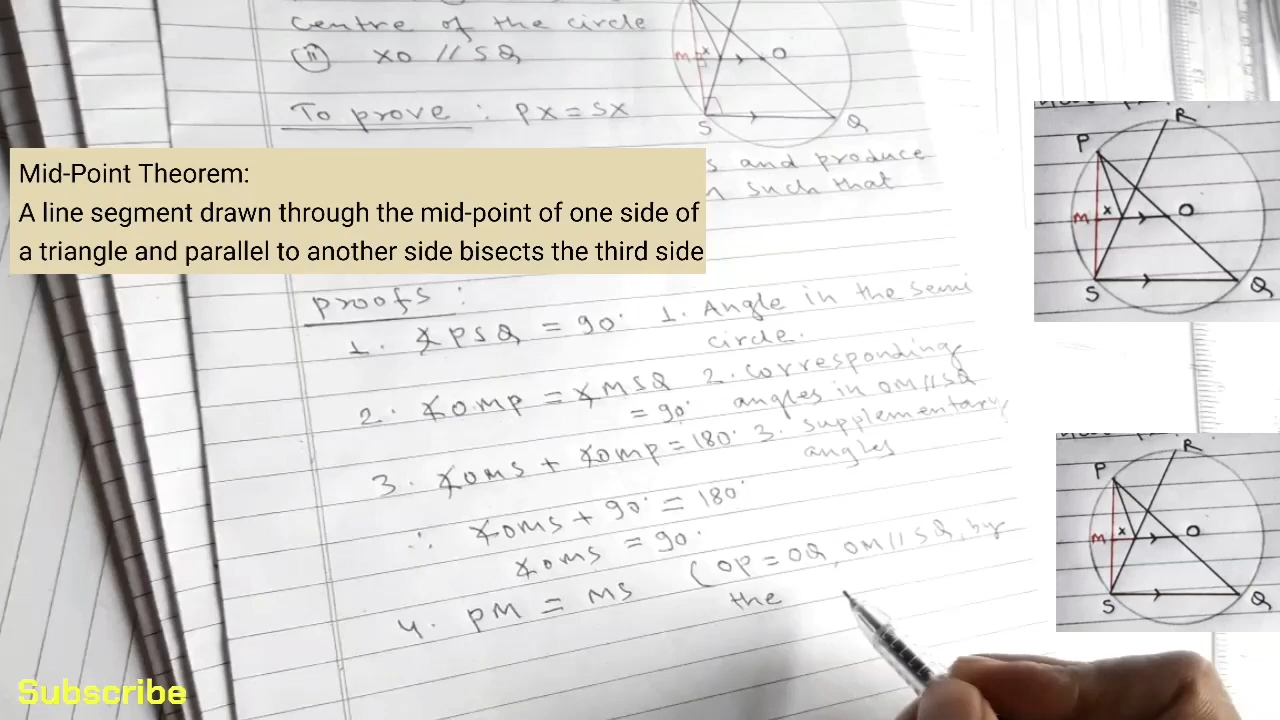 centre of the circle
(ii) XO // SQ
To prove : PX = SX
s and produce
such that
Mid-Point Theorem:
A line segment drawn through the mid-point of one side of
a triangle and parallel to another side bisects the third side
proofs :
1. ∡PSQ = 90° 1. Angle in the semi
circle.
2. ∡OMP = ∡MSQ 2. corresponding
= 90° angles in OM//SQ
3. ∡OMS + ∡OMP = 180° 3. supplementary
angles
∴ ∡OMS + 90° = 180°
∡OMS = 90°
4. PM = MS (OP = OQ, OM//SQ, by
the
M X O
S Q
P R
M X O
S Q
P R
M X O
S Q
Subscribe